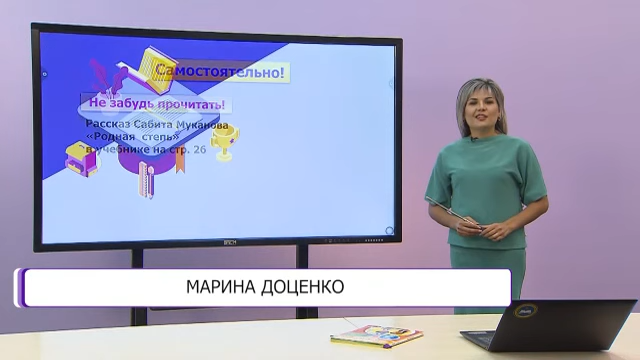 Самостоятельно!
Не забудь прочитать!
Рассказ Сабита Муканова
«Родная степь»
в учебнике на стр. 26
МАРИНА ДОЦЕНКО